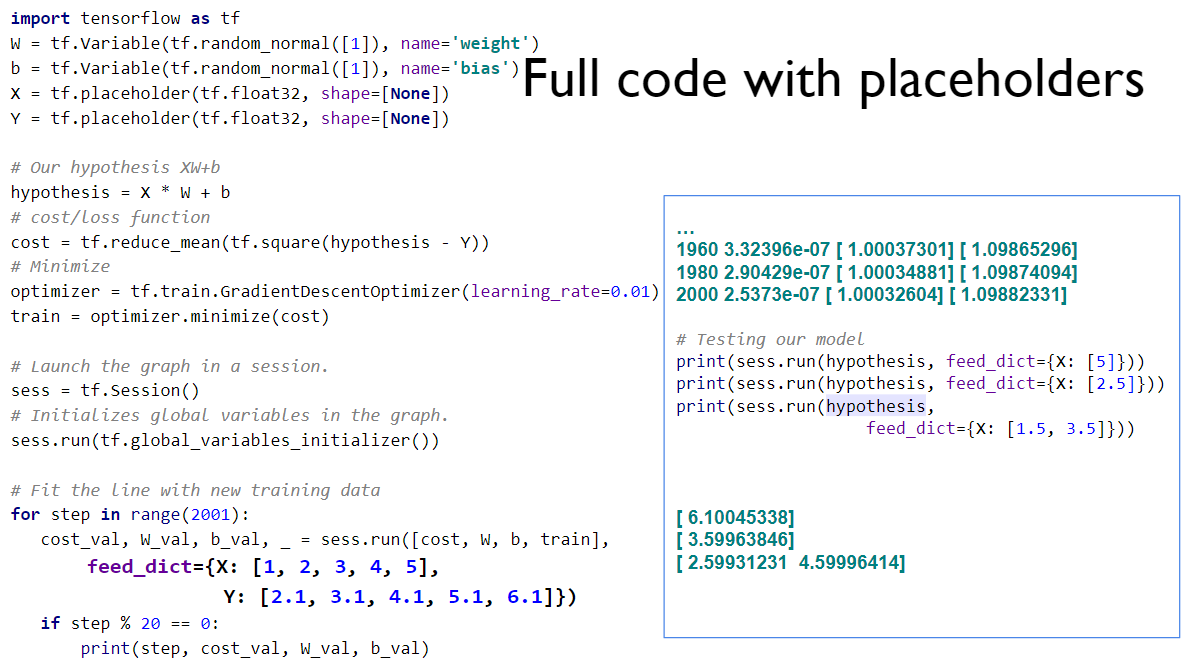 import tensorflow as tf
W = tf.Variable(tf.random_normal([1]), name='weight')
b = tf.Variable(tf.random_normal([1]), name='bias')
X = tf.placeholder(tf.float32, shape=[None])
Y = tf.placeholder(tf.float32, shape=[None])
Full code with placeholders
# Our hypothesis XW+b
hypothesis = X * W + b
# cost/loss function
cost = tf.reduce_mean(tf.square(hypothesis - Y))
# Minimize
optimizer = tf.train.GradientDescentOptimizer(learning_rate=0.01)
train = optimizer.minimize(cost)
# Launch the graph in a session.
sess = tf.Session()
# Initializes global variables in the graph.
sess.run(tf.global_variables_initializer())
# Fit the line with new training data
for step in range(2001):
cost_val, W_val, b_val, _ = sess.run([cost, W, b, train],
feed_dict={X: [1, 2, 3, 4, 5],
Y: [2.1, 3.1, 4.1, 5.1, 6.1]})
if step % 20 == 0:
print(step, cost_val, W_val, b_val)
...
1960 3.32396e-07 [ 1.00037301] [ 1.09865296]
1980 2.90429e-07 [ 1.00034881] [ 1.09874094]
2000 2.5373e-07 [ 1.00032604] [ 1.09882331]
# Testing our model
print(sess.run(hypothesis, feed_dict={X: [5]}))
print(sess.run(hypothesis, feed_dict={X: [2.5]}))
print(sess.run(hypothesis,
feed_dict={X: [1.5, 3.5]}))
[ 6.10045338]
[ 3.59963846]
[ 2.59931231 4.59996414]